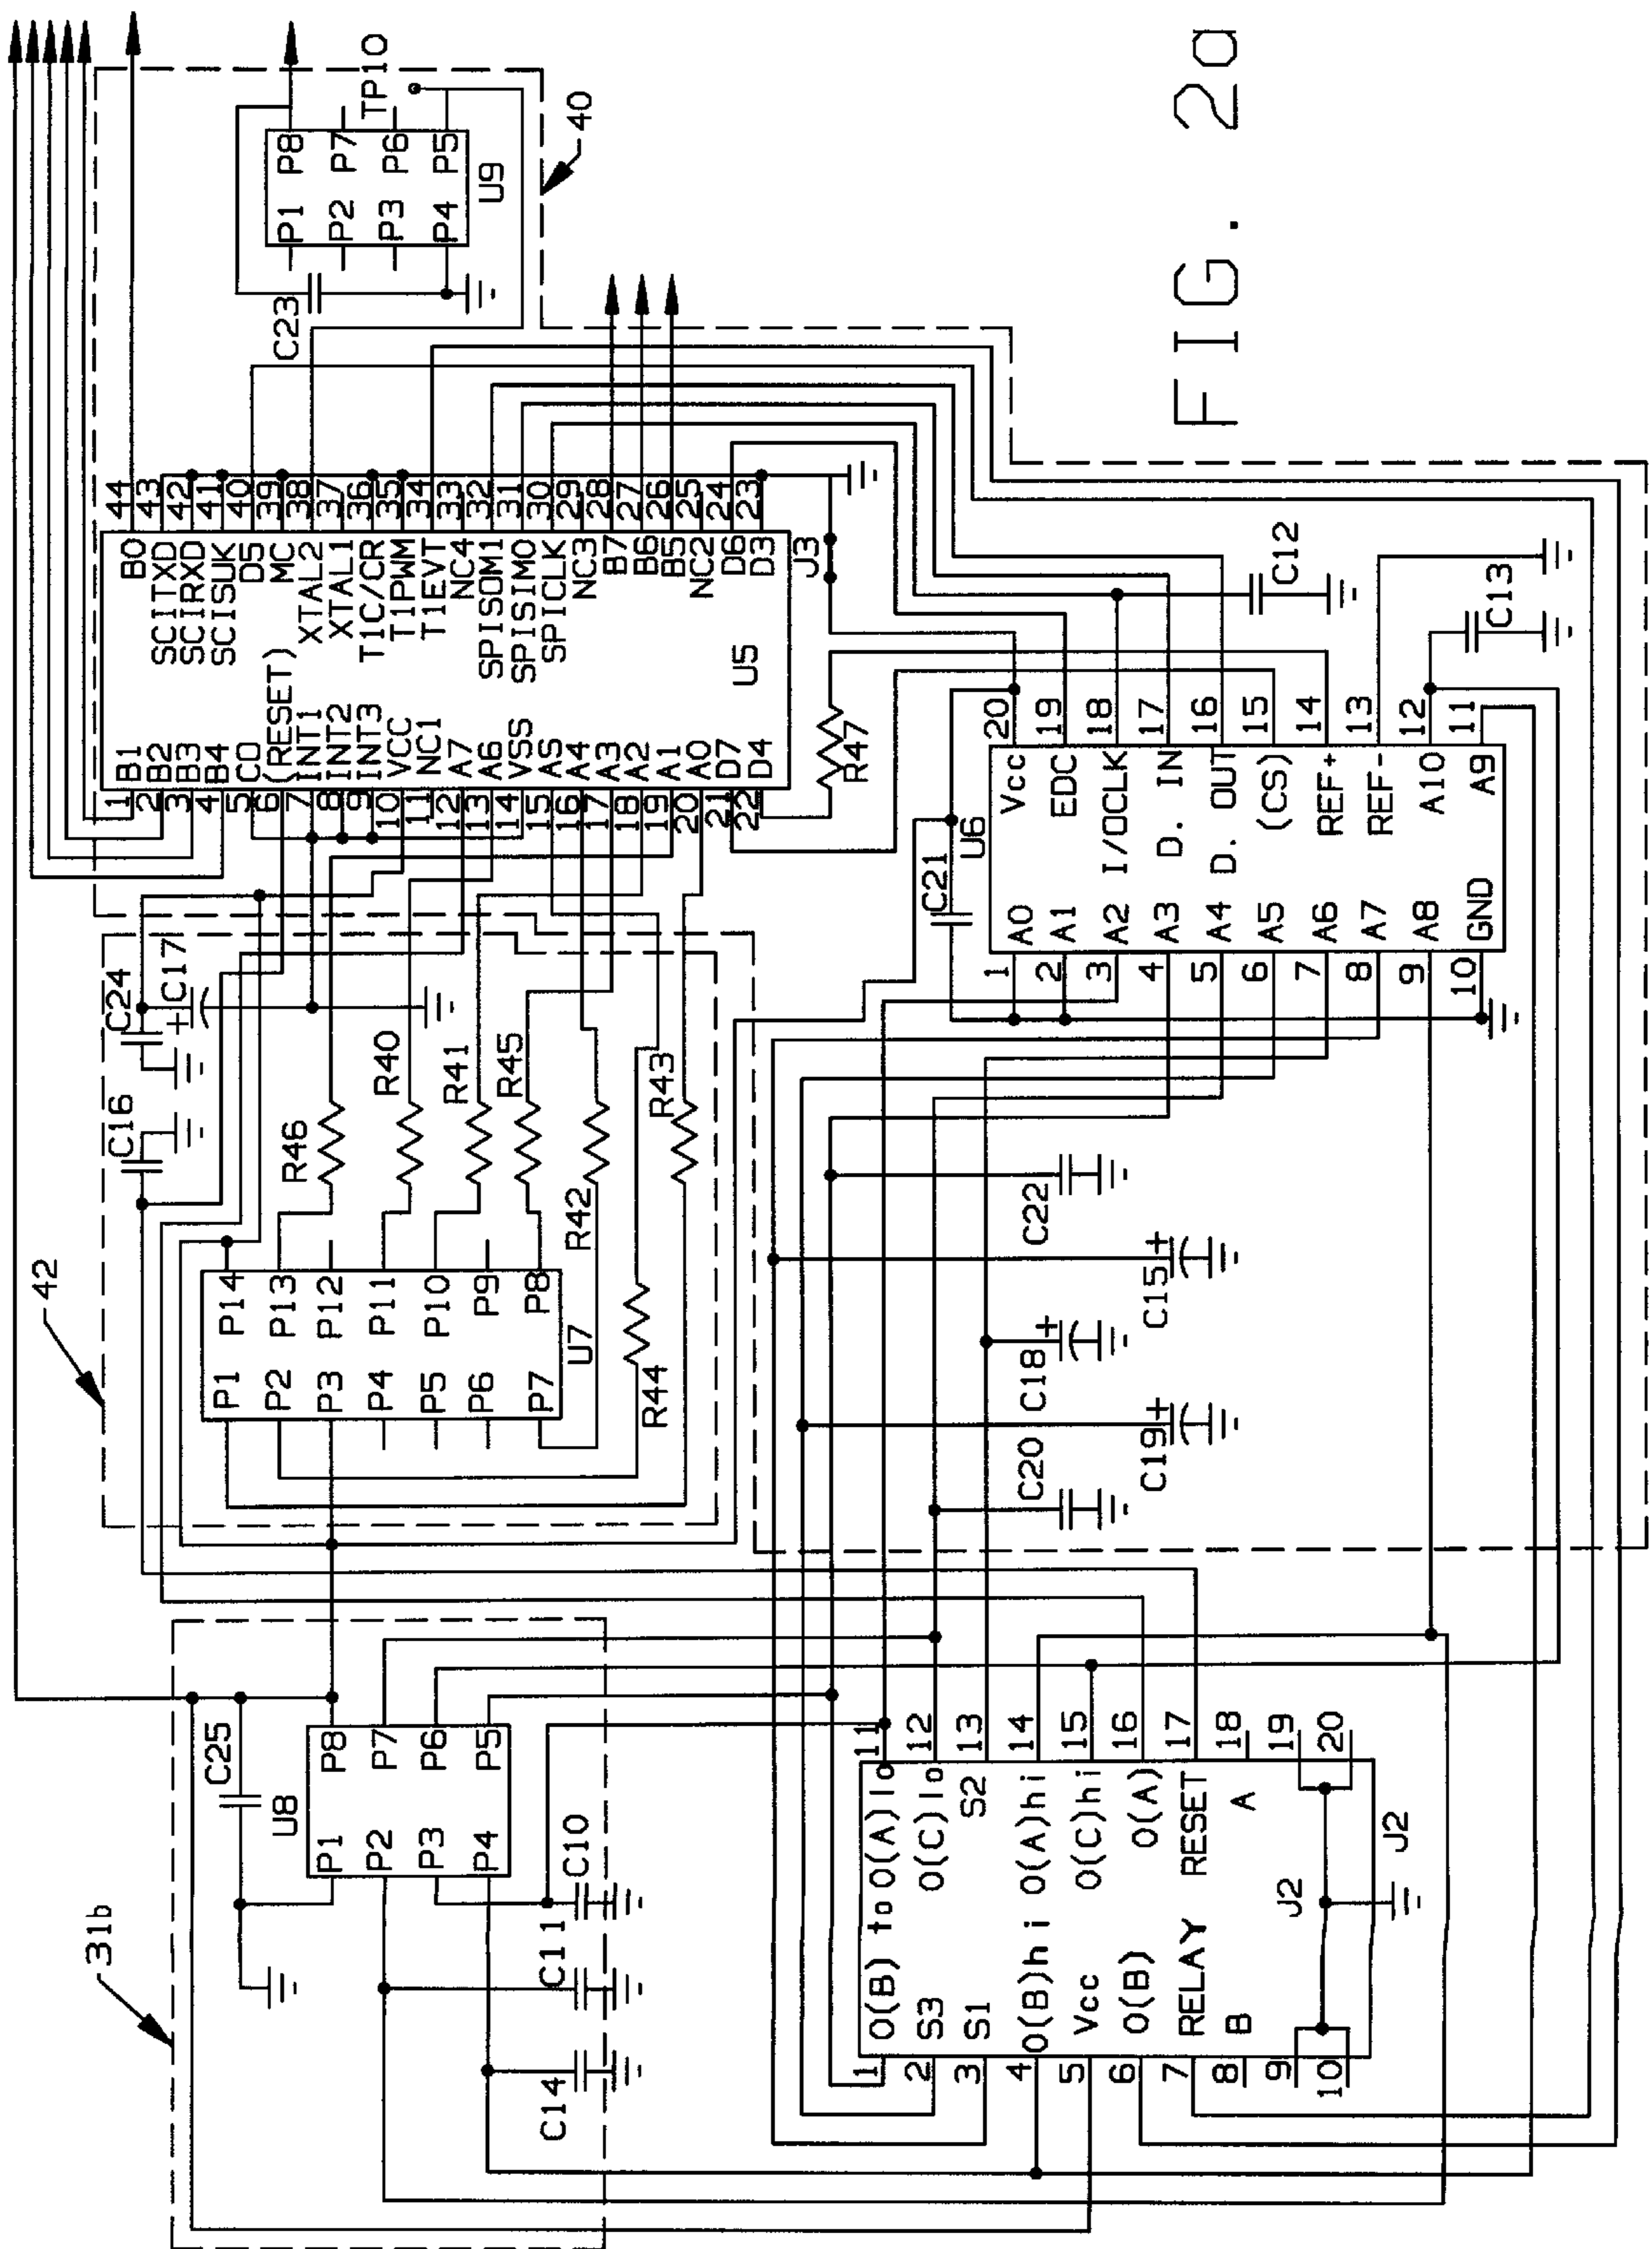 FIG. 2a
31b
42
40
U8
P1 P8
P2 P7
P3 P6
P4 P5
C25
C10
C11
C14
U7
P1 P14
P2 P13
P3 P12
P4 P11
P5 P10
P6 P9
P7 P8
C16
C24
C17
+
R46
R40
R41
R45
R42
R43
R44
U5
1 B1
2 B2
3 B3
4 B4
5 C0
6 (RESET)
7 INT1
8 INT2
9 INT3
10 VCC
11 NC1
12 A7
13 A6
14 VSS
15 AS
16 A4
17 A3
18 A2
19 A1
20 A0
21 D7
22 D4
B0 44
SCITXD 43
SCIRXD 42
SCISUK 41
D5 40
MC 39
XTAL2 38
XTAL1 37
T1C/CR 36
T1PWM 35
T1EVT 34
NC4 33
SPISOM1 32
SPISIMO 31
SPICLK 30
NC3 29
B7 28
B6 27
B5 26
NC2 25
D6 24
D3 23
J3
R47
U9
P1 P8
P2 P7
P3 P6
P4 P5
TP10
C23
U6
C21
1 A0
2 A1
3 A2
4 A3
5 A4
6 A5
7 A6
8 A7
9 A8
10 GND
Vcc 20
EDC 19
I/OCLK 18
D. IN 17
D. OUT 16
(CS) 15
REF+ 14
REF- 13
A10 12
A9 11
C12
C13
C22
C15 +
C18 +
C19 +
C20
J2
J2
1 O(B) to O(A)lo 11
2 S3 O(C)lo 12
3 S1 S2 13
4 O(B)hi O(A)hi 14
5 Vcc O(C)hi 15
6 O(B) O(A) 16
7 RELAY RESET 17
8 B A 18
9 19
10 20